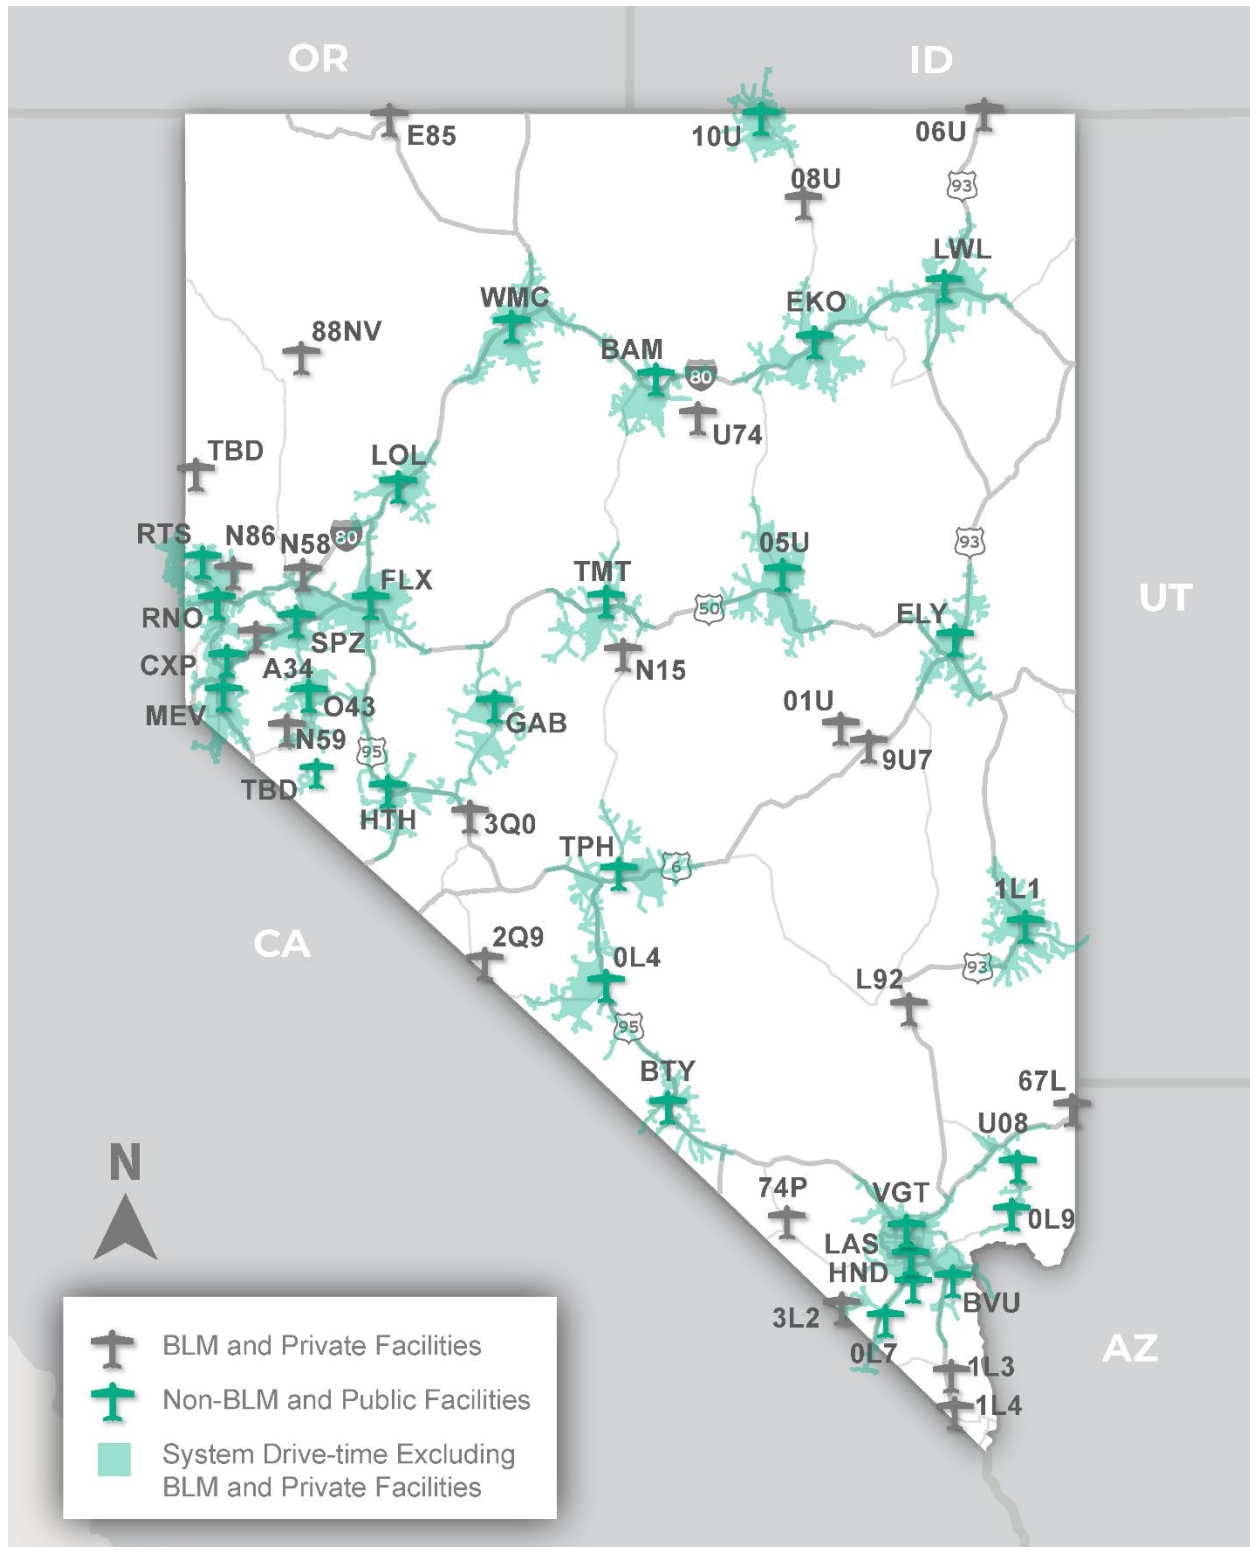 OR
ID
E85
10U
06U
08U
93
LWL
WMC
EKO
88NV
BAM
80
U74
TBD
LOL
RTS
N86
N58
80
93
05U
TMT
FLX
UT
RNO
50
ELY
SPZ
CXP
A34
N15
O43
01U
MEV
GAB
N59
95
9U7
TBD
HTH
3Q0
TPH
6
1L1
CA
2Q9
0L4
93
L92
95
BTY
67L
U08
N
74P
VGT
0L9
LAS
HND
BVU
3L2
0L7
AZ
1L3
1L4
BLM and Private Facilities
Non-BLM and Public Facilities
System Drive-time Excluding
BLM and Private Facilities